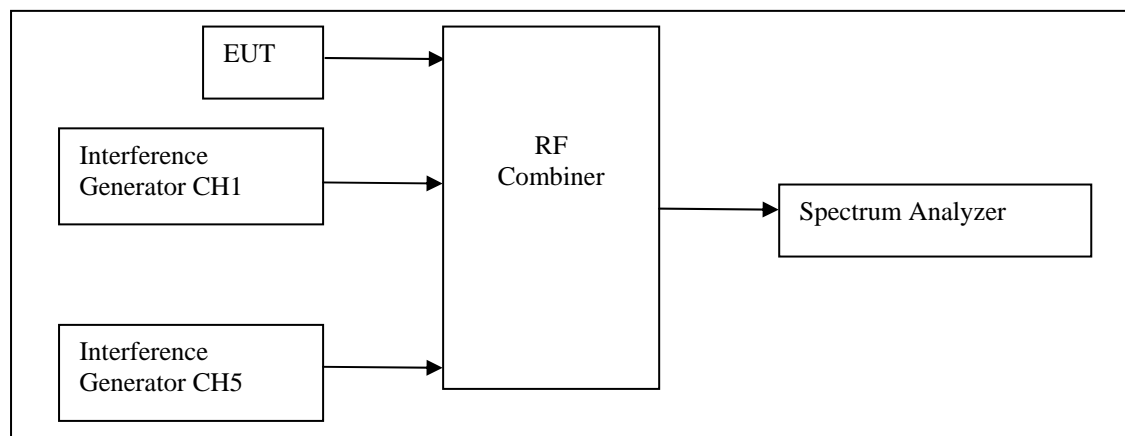 EUT
Interference
Generator CH1
RF
Combiner
Spectrum Analyzer
Interference
Generator CH5